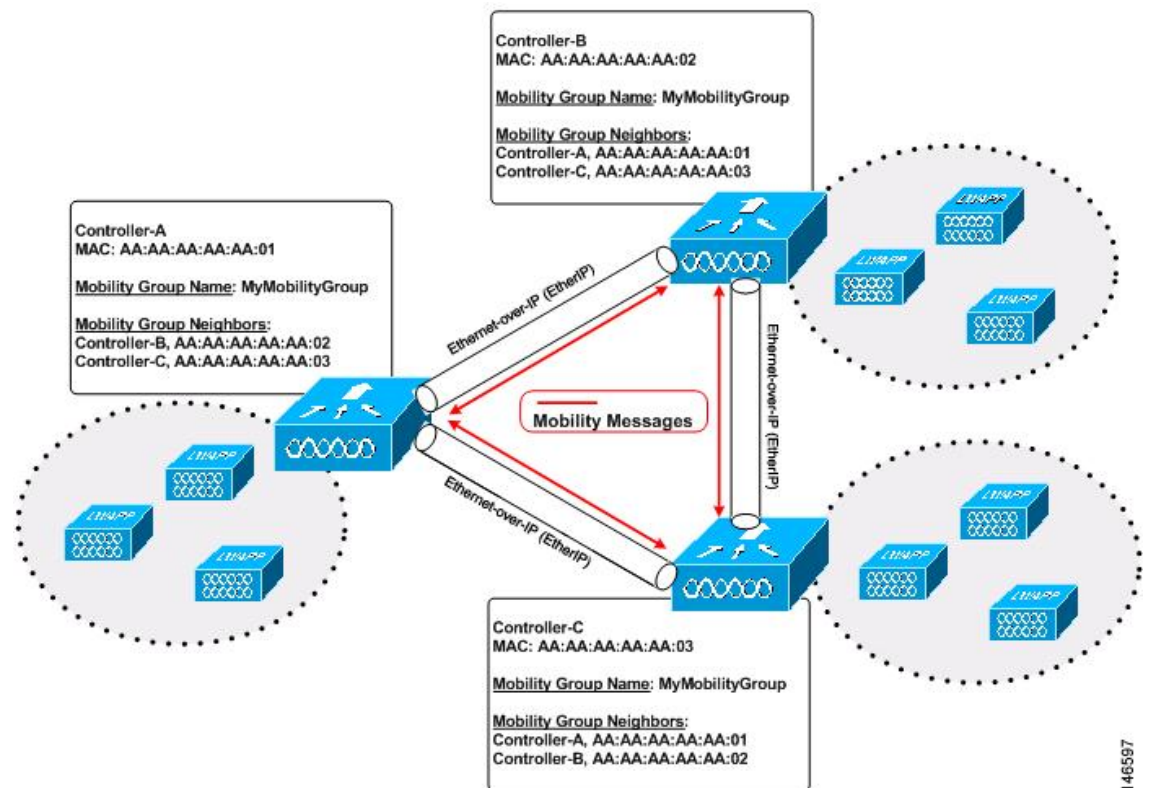 Controller-B
MAC: AA:AA:AA:AA:AA:02
Mobility Group Name: MyMobilityGroup
Mobility Group Neighbors:
Controller-A, AA:AA:AA:AA:AA:01
Controller-C, AA:AA:AA:AA:AA:03
Controller-A
MAC: AA:AA:AA:AA:AA:01
Mobility Group Name: MyMobilityGroup
Mobility Group Neighbors:
Controller-B, AA:AA:AA:AA:AA:02
Controller-C, AA:AA:AA:AA:AA:03
LWAPP
LWAPP
LWAPP
Ethernet-over-IP (EtherIP)
Ethernet-over-IP (EtherIP)
Mobility Messages
Ethernet-over-IP (EtherIP)
LWAPP
LWAPP
LWAPP
LWAPP
LWAPP
LWAPP
Controller-C
MAC: AA:AA:AA:AA:AA:03
Mobility Group Name: MyMobilityGroup
Mobility Group Neighbors:
Controller-A, AA:AA:AA:AA:AA:01
Controller-B, AA:AA:AA:AA:AA:02
146597